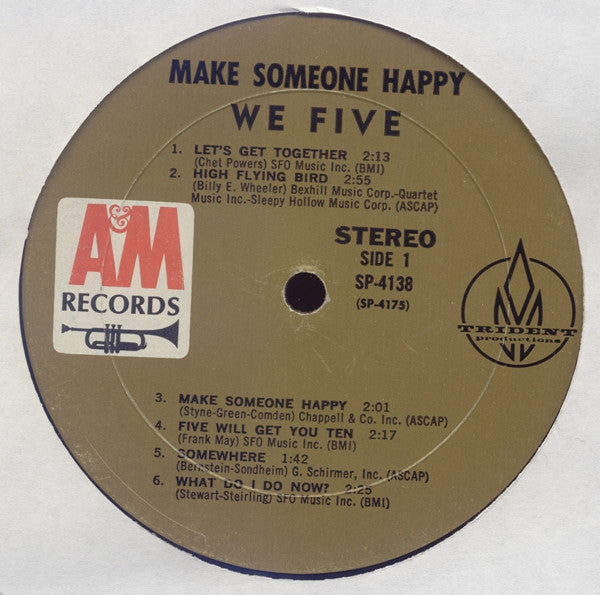 MAKE SOMEONE HAPPY
WE FIVE
1. LET'S GET TOGETHER 2:13
(Chet Powers) SFO Music Inc. (BMI)
2. HIGH FLYING BIRD 2:55
(Billy E. Wheeler) Bexhill Music Corp.-Quartet
Music Inc.-Sleepy Hollow Music Corp. (ASCAP)
A&M
RECORDS
STEREO
SIDE 1
SP-4138
(SP-4175)
TRIDENT
productions
3. MAKE SOMEONE HAPPY 2:01
(Styne-Green-Comden) Chappell & Co. Inc. (ASCAP)
4. FIVE WILL GET YOU TEN 2:17
(Frank May) SFO Music Inc. (BMI)
5. SOMEWHERE 1:42
(Bernstein-Sondheim) G. Schirmer, Inc. (ASCAP)
6. WHAT DO I DO NOW? 2:25
(Stewart-Steirling) SFO Music Inc. (BMI)